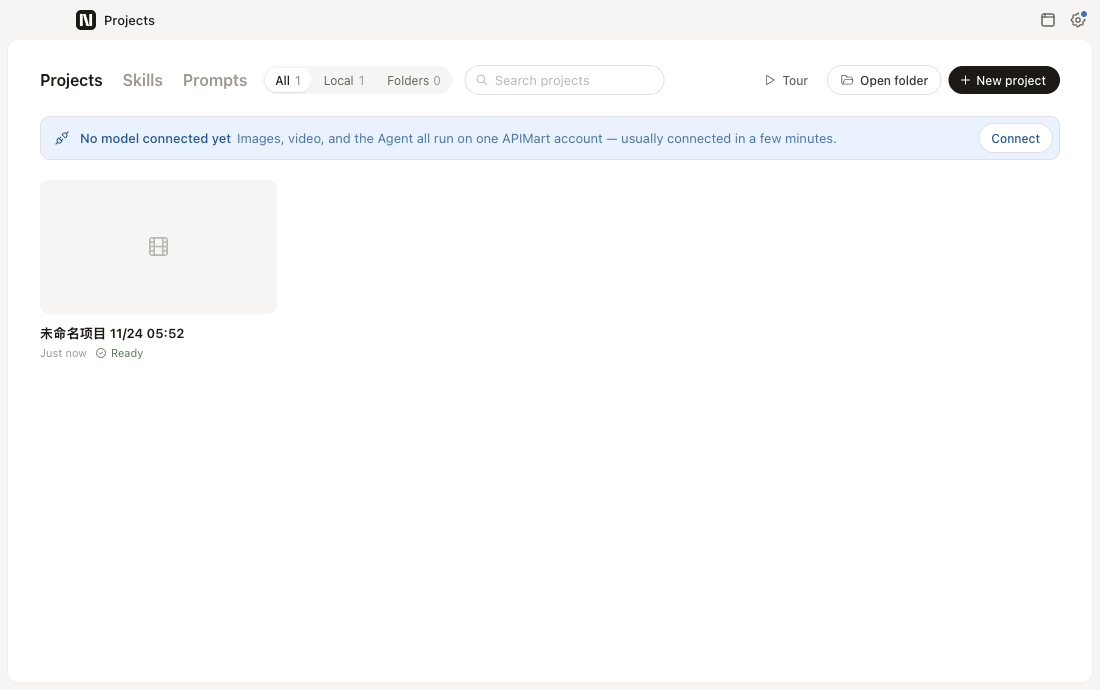 Projects
Projects Skills Prompts All 1 Local 1 Folders 0 Search projects Tour Open folder New project
No model connected yet Images, video, and the Agent all run on one APIMart account — usually connected in a few minutes. Connect
未命名项目 11/24 05:52
Just now Ready